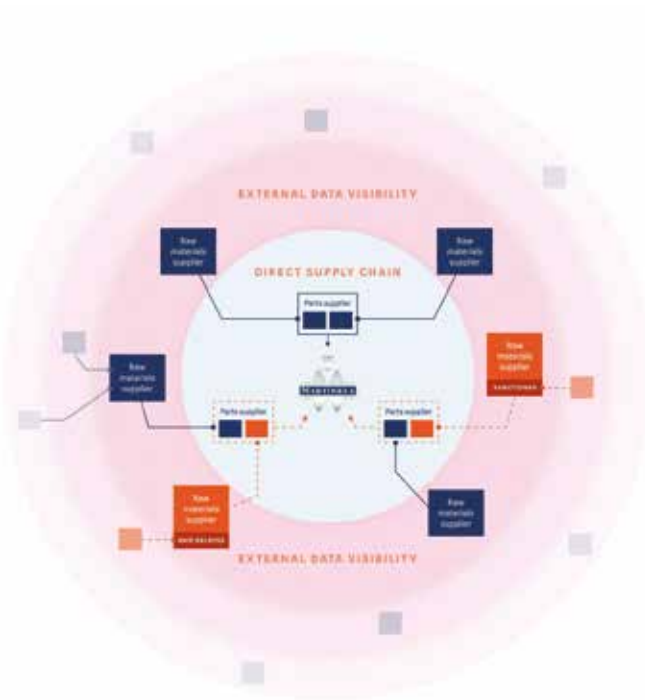 EXTERNAL DATA VISIBILITY
Raw
materials
supplier
Raw
materials
supplier
DIRECT SUPPLY CHAIN
Parts supplier
Raw
materials
supplier
SANCTIONED
Raw
materials
supplier
Parts supplier
Parts supplier
Raw
materials
supplier
Raw
materials
supplier
EXTERNAL DATA VISIBILITY